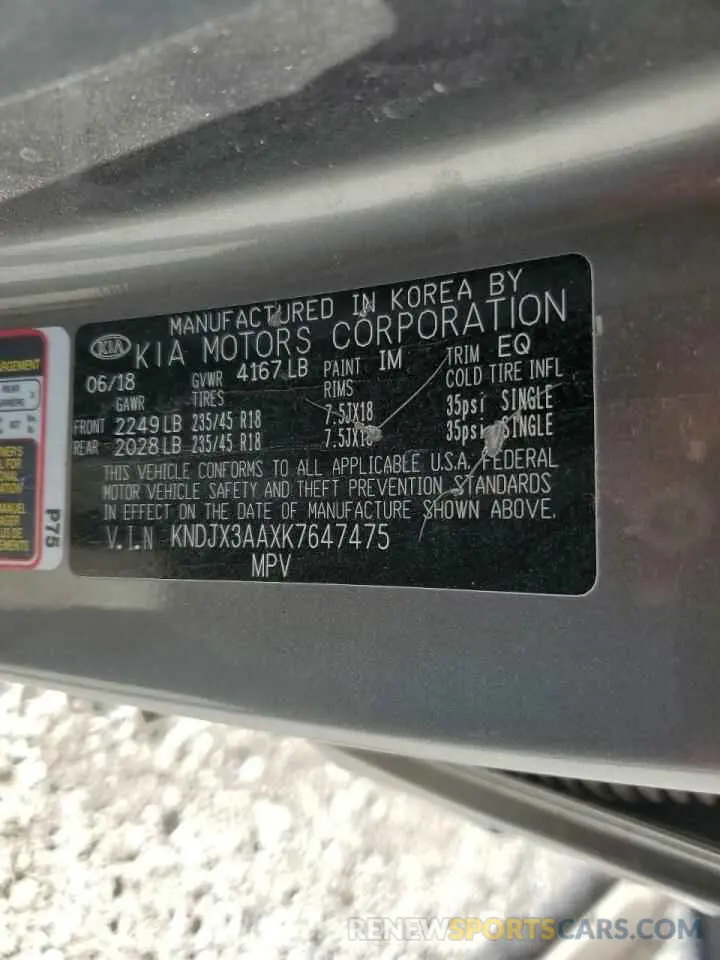 MANUFACTURED IN KOREA BY
KIA KIA MOTORS CORPORATION
06/18 GVWR 4167 LB PAINT IM TRIM EQ
GAWR TIRES RIMS COLD TIRE INFL
FRONT 2249 LB 235/45 R18 7.5JX18 35psi SINGLE
REAR 2028 LB 235/45 R18 7.5JX18 35psi SINGLE
THIS VEHICLE CONFORMS TO ALL APPLICABLE U.S.A. FEDERAL
MOTOR VEHICLE SAFETY AND THEFT PREVENTION STANDARDS
IN EFFECT ON THE DATE OF MANUFACTURE SHOWN ABOVE.
V.I.N KNDJX3AAXK7647475
MPV
P75
RENEWSPORTSCARS.COM